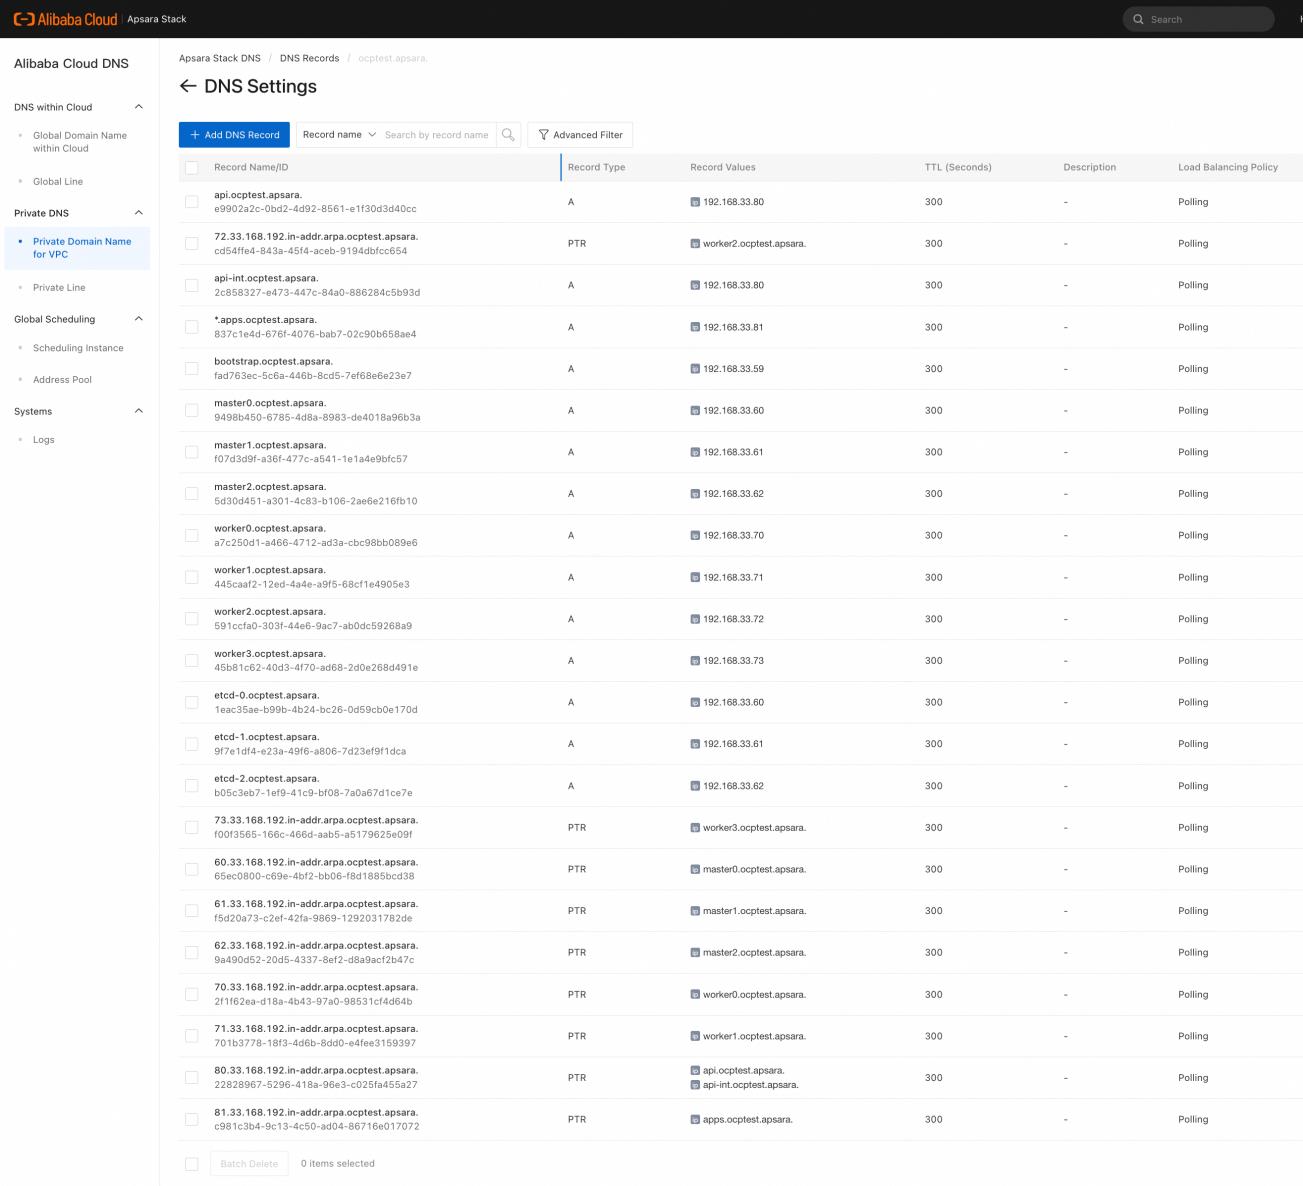 Alibaba Cloud | Apsara Stack
Search
Alibaba Cloud DNS
DNS within Cloud
Global Domain Name
within Cloud
Global Line
Private DNS
Private Domain Name
for VPC
Private Line
Global Scheduling
Scheduling Instance
Address Pool
Systems
Logs
Apsara Stack DNS / DNS Records / ocptest.apsara.
← DNS Settings
+ Add DNS Record Record name Search by record name Advanced Filter
Record Name/ID Record Type Record Values TTL (Seconds) Description Load Balancing Policy
api.ocptest.apsara.
e9902a2c-0bd2-4d92-8561-e1f30d3d40cc A 192.168.33.80 300 - Polling
72.33.168.192.in-addr.arpa.ocptest.apsara.
cd54ffe4-843a-45f4-aceb-9194dbfcc654 PTR worker2.ocptest.apsara. 300 - Polling
api-int.ocptest.apsara.
2c858327-e473-447c-84a0-886284c5b93d A 192.168.33.80 300 - Polling
*.apps.ocptest.apsara.
837c1e4d-676f-4076-bab7-02c90b658ae4 A 192.168.33.81 300 - Polling
bootstrap.ocptest.apsara.
fad763ec-5c6a-446b-8cd5-7ef68e6e23e7 A 192.168.33.59 300 - Polling
master0.ocptest.apsara.
9498b450-6785-4d8a-8983-de4018a96b3a A 192.168.33.60 300 - Polling
master1.ocptest.apsara.
f07d3d9f-a36f-477c-a541-1e1a4e9bfc57 A 192.168.33.61 300 - Polling
master2.ocptest.apsara.
5d30d451-a301-4c83-b106-2ae6e216fb10 A 192.168.33.62 300 - Polling
worker0.ocptest.apsara.
a7c250d1-a466-4712-ad3a-cbc98bb089e6 A 192.168.33.70 300 - Polling
worker1.ocptest.apsara.
445caaf2-12ed-4a4e-a9f5-68cf1e4905e3 A 192.168.33.71 300 - Polling
worker2.ocptest.apsara.
591ccfa0-303f-44e6-9ac7-ab0dc59268a9 A 192.168.33.72 300 - Polling
worker3.ocptest.apsara.
45b81c62-40d3-4f70-ad68-2d0e268d491e A 192.168.33.73 300 - Polling
etcd-0.ocptest.apsara.
1eac35ae-b99b-4b24-bc26-0d59cb0e170d A 192.168.33.60 300 - Polling
etcd-1.ocptest.apsara.
9f7e1df4-e23a-49f6-a806-7d23ef9f1dca A 192.168.33.61 300 - Polling
etcd-2.ocptest.apsara.
b05c3eb7-1ef9-41c9-bf08-7a0a67d1ce7e A 192.168.33.62 300 - Polling
73.33.168.192.in-addr.arpa.ocptest.apsara.
f00f3565-166c-466d-aab5-a5179625e09f PTR worker3.ocptest.apsara. 300 - Polling
60.33.168.192.in-addr.arpa.ocptest.apsara.
65ec0800-c69e-4bf2-bb06-f8d1885bcd38 PTR master0.ocptest.apsara. 300 - Polling
61.33.168.192.in-addr.arpa.ocptest.apsara.
f5d20a73-c2ef-42fa-9869-1292031782de PTR master1.ocptest.apsara. 300 - Polling
62.33.168.192.in-addr.arpa.ocptest.apsara.
9a490d52-20d5-4337-8ef2-d8a9acf2b47c PTR master2.ocptest.apsara. 300 - Polling
70.33.168.192.in-addr.arpa.ocptest.apsara.
2f1f62ea-d18a-4b43-97a0-98531cf4d64b PTR worker0.ocptest.apsara. 300 - Polling
71.33.168.192.in-addr.arpa.ocptest.apsara.
701b3778-18f3-4d6b-8dd0-e4fee3159397 PTR worker1.ocptest.apsara. 300 - Polling
80.33.168.192.in-addr.arpa.ocptest.apsara. api.ocptest.apsara.
22828967-5296-418a-96e3-c025fa455a27 PTR api-int.ocptest.apsara. 300 - Polling
81.33.168.192.in-addr.arpa.ocptest.apsara.
c981c3b4-9c13-4c50-ad04-86716e017072 PTR apps.ocptest.apsara. 300 - Polling
Batch Delete 0 items selected